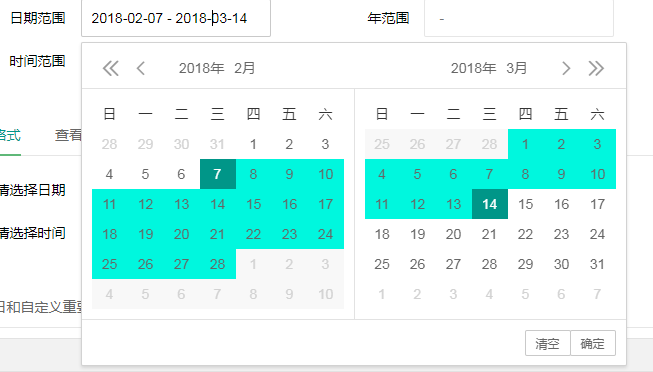 日期范围 2018-02-07 - 2018-03-14 年范围 -
时间范围
2018年 2月 2018年 3月
日 一 二 三 四 五 六 日 一 二 三 四 五 六
28 29 30 31 1 2 3 25 26 27 28 1 2 3
格式 查看
4 5 6 7 8 9 10 4 5 6 7 8 9 10
请选择日期
11 12 13 14 15 16 17 11 12 13 14 15 16 17
请选择时间
18 19 20 21 22 23 24 18 19 20 21 22 23 24
25 26 27 28 1 2 3 25 26 27 28 29 30 31
4 5 6 7 8 9 10 1 2 3 4 5 6 7
日和自定义重要
清空 确定